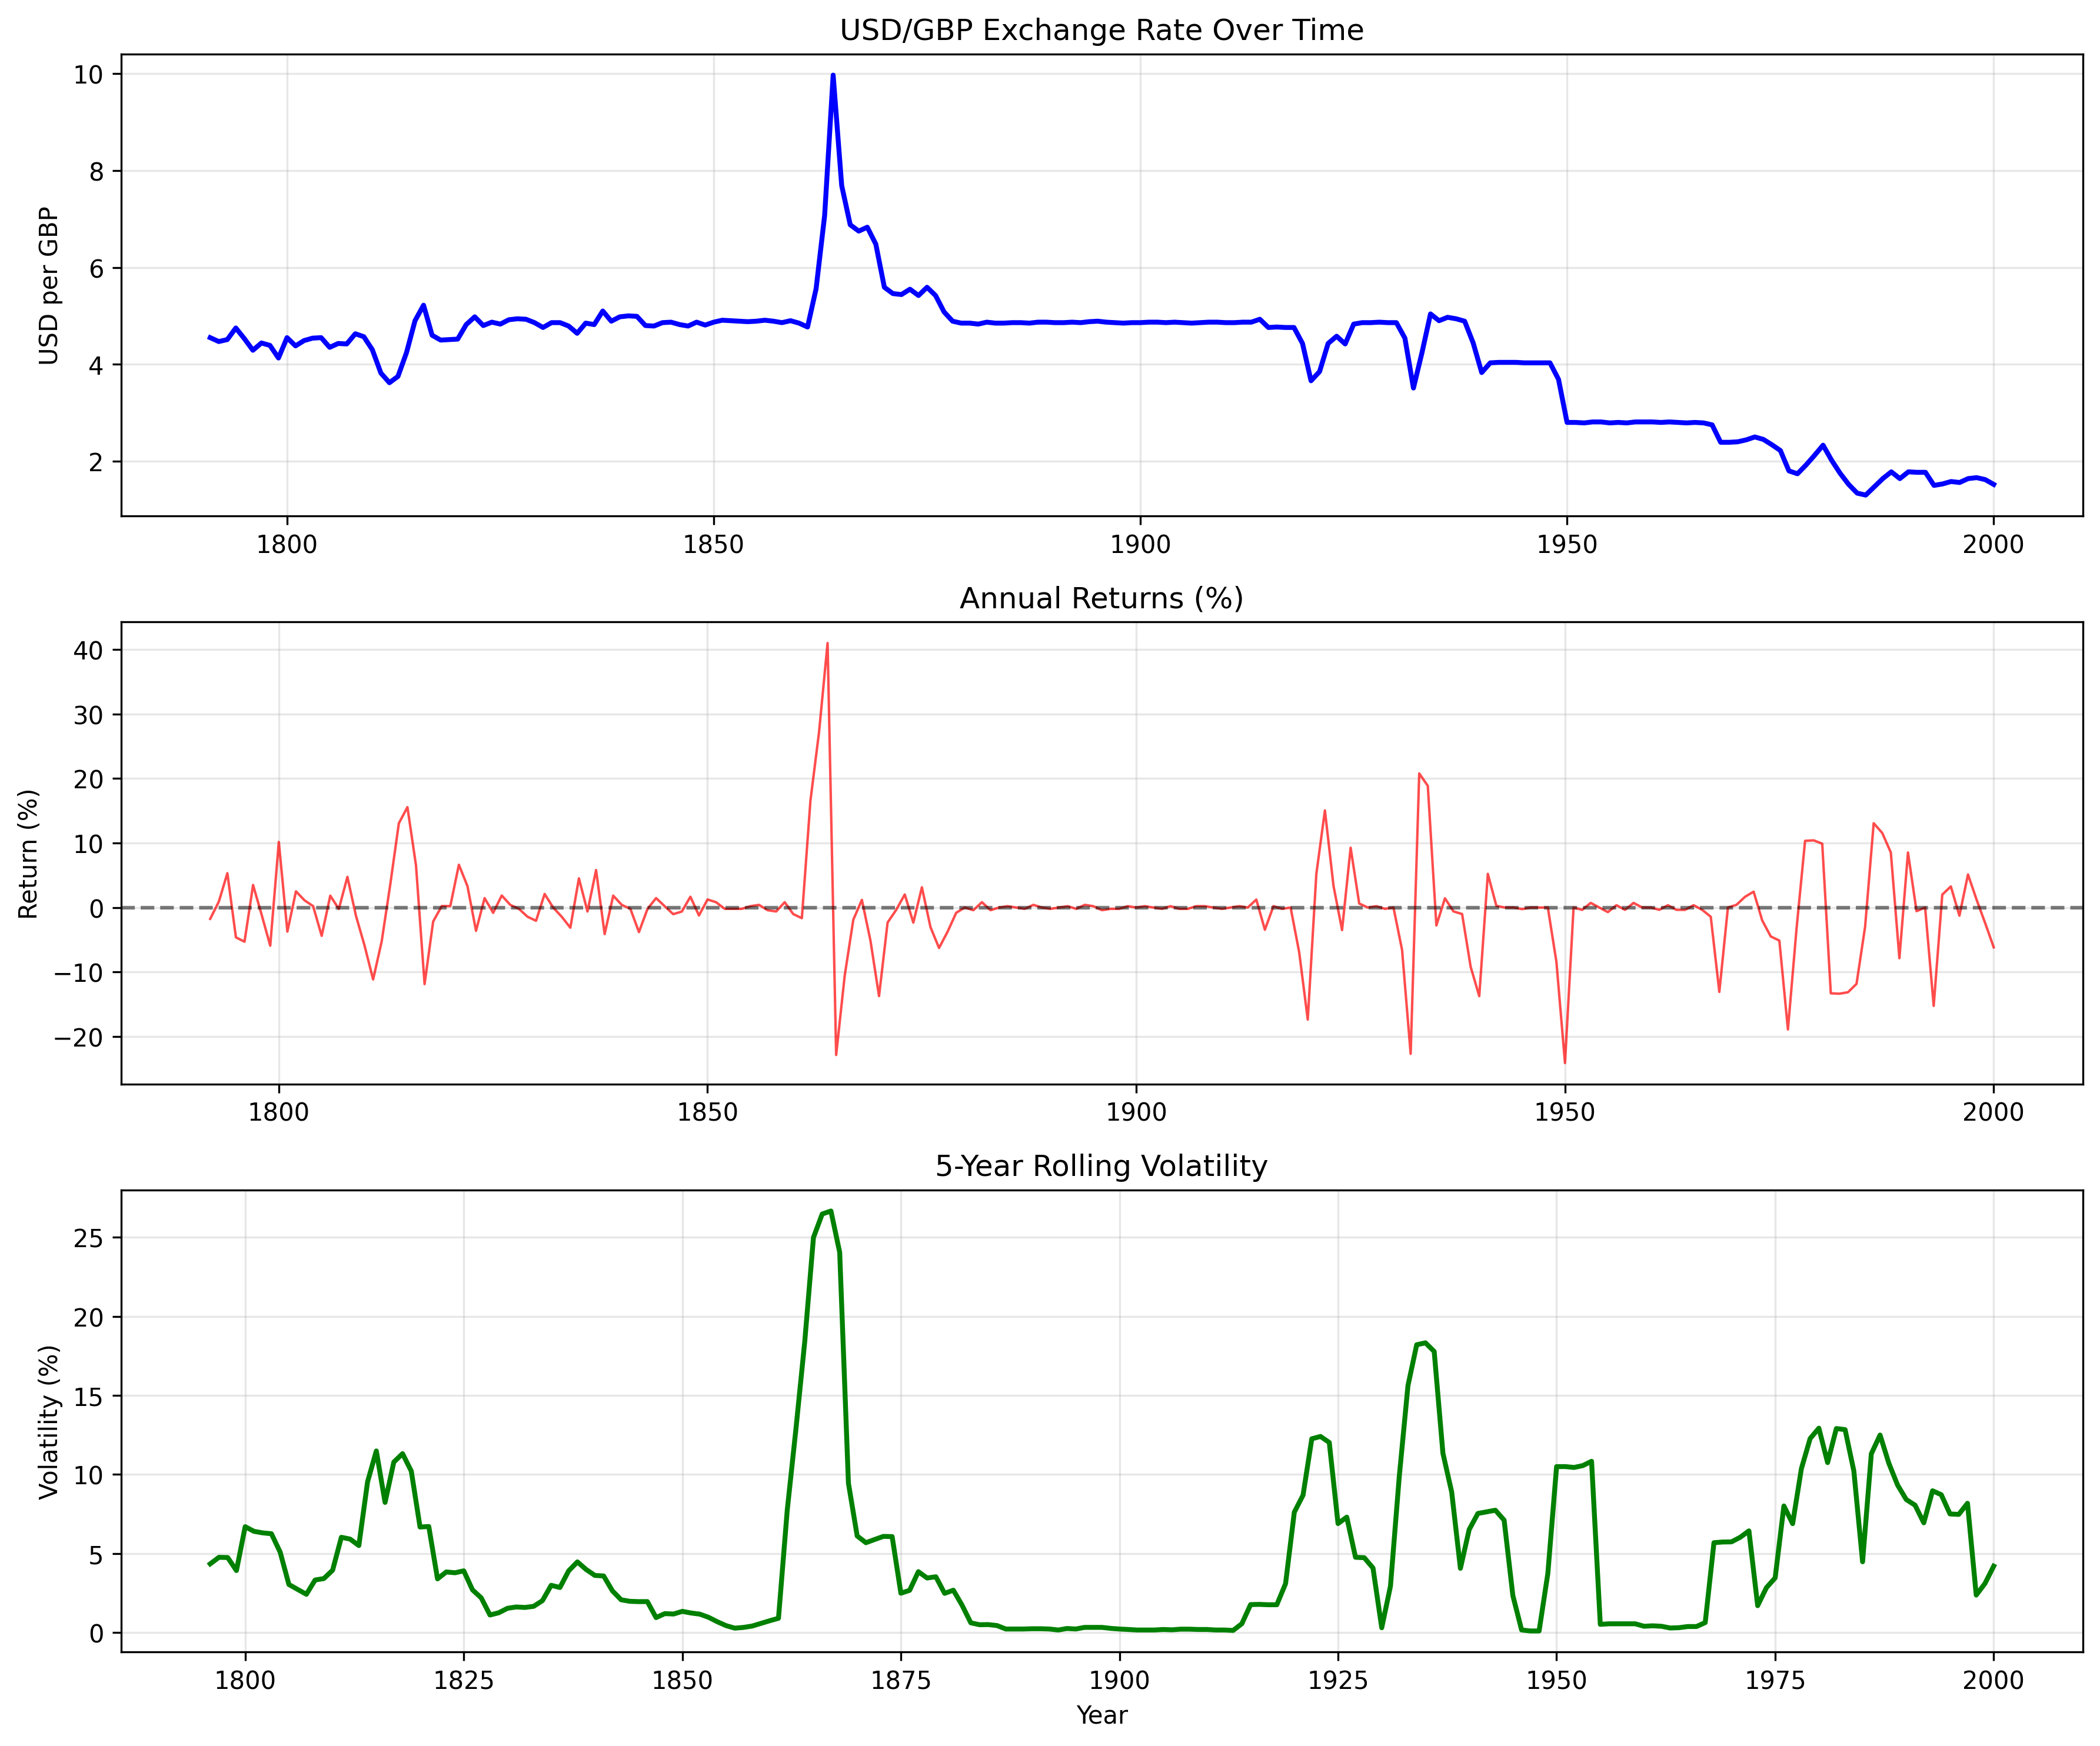 USD/GBP Exchange Rate Over Time
USD per GBP
10
8
6
4
2
1800 1850 1900 1950 2000
Annual Returns (%)
Return (%)
40
30
20
10
0
−10
−20
1800 1850 1900 1950 2000
5-Year Rolling Volatility
Volatility (%)
25
20
15
10
5
0
1800 1825 1850 1875 1900 1925 1950 1975 2000
Year